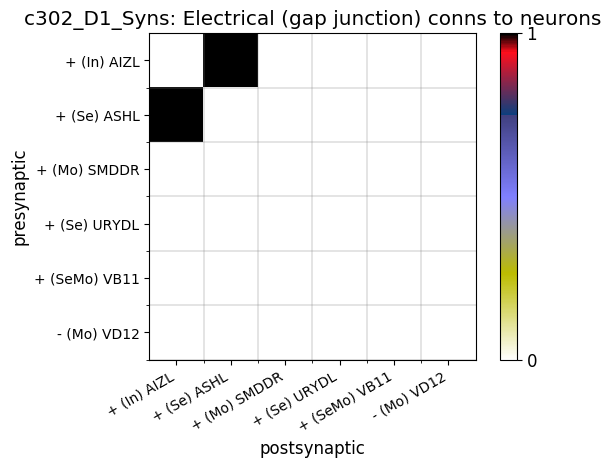 c302_D1_Syns: Electrical (gap junction) conns to neurons
1
+ (In) AIZL
+ (Se) ASHL
+ (Mo) SMDDR
+ (Se) URYDL
+ (SeMo) VB11
- (Mo) VD12
0
presynaptic
+ (In) AIZL
+ (Se) ASHL
+ (Mo) SMDDR
+ (Se) URYDL
+ (SeMo) VB11
- (Mo) VD12
postsynaptic